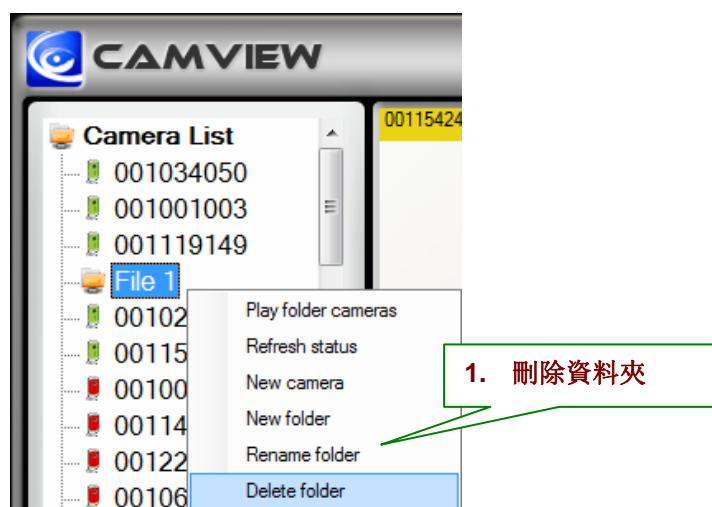 CAMVIEW
Camera List
001034050
001001003
001119149
File 1
00102
00115
00100
00114
00122
00106
00115424
Play folder cameras
Refresh status
New camera
New folder
Rename folder
Delete folder
1. 刪除資料夾